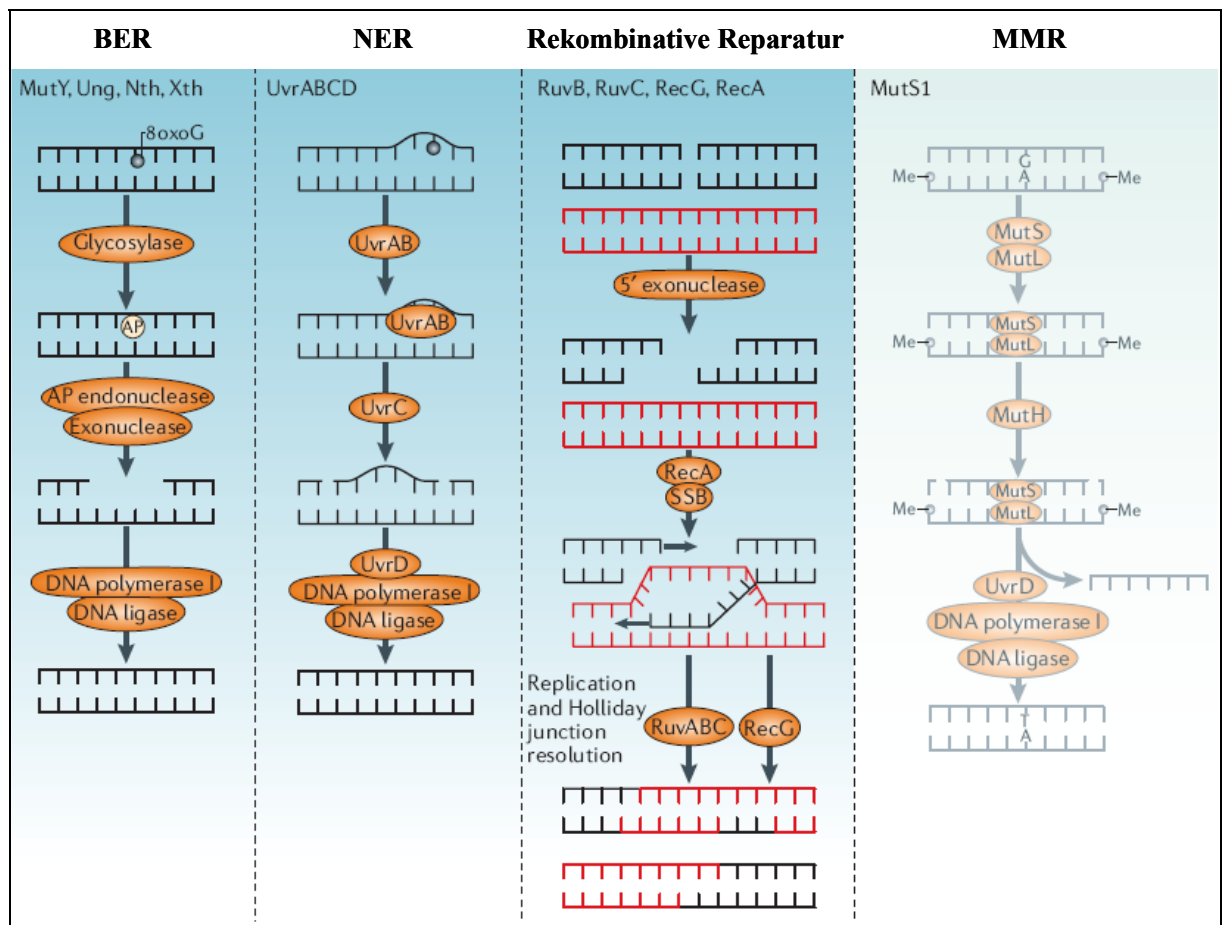 BER
MutY, Ung, Nth, Xth
8oxoG
Glycosylase
AP
AP endonuclease
Exonuclease
DNA polymerase I
DNA ligase
NER
UvrABCD
UvrAB
UvrAB
UvrC
UvrD
DNA polymerase I
DNA ligase
Rekombinative Reparatur
RuvB, RuvC, RecG, RecA
5′ exonuclease
RecA
SSB
Replication
and Holliday
junction
resolution
RuvABC
RecG
MMR
MutS1
G
Me A Me
MutS
MutL
MutS
Me MutL Me
MutH
MutS
Me MutL Me
UvrD
DNA polymerase I
DNA ligase
T
A